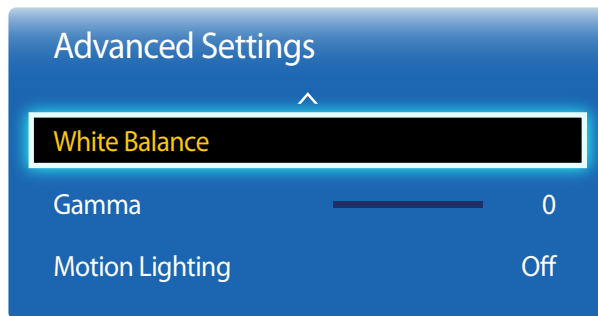 Advanced Settings
White Balance
Gamma 0
Motion Lighting Off